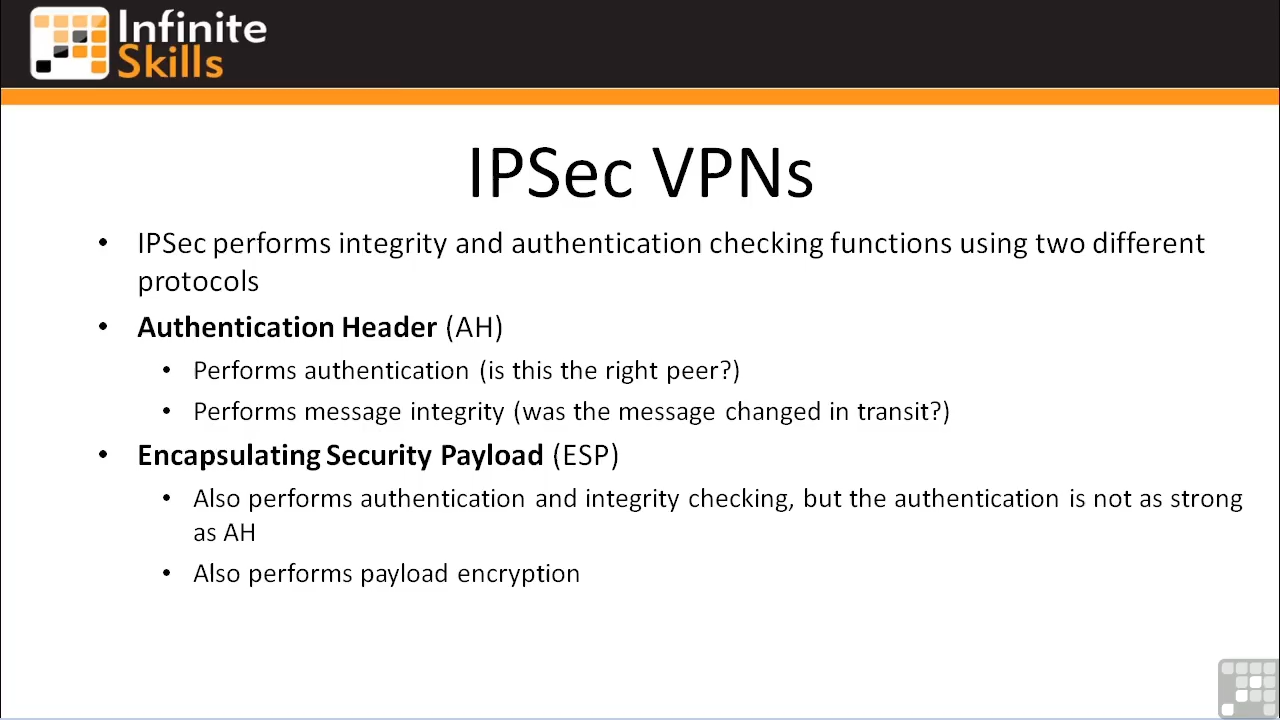 Infinite
Skills
IPSec VPNs
• IPSec performs integrity and authentication checking functions using two different
protocols
• Authentication Header (AH)
• Performs authentication (is this the right peer?)
• Performs message integrity (was the message changed in transit?)
• Encapsulating Security Payload (ESP)
• Also performs authentication and integrity checking, but the authentication is not as strong
as AH
• Also performs payload encryption